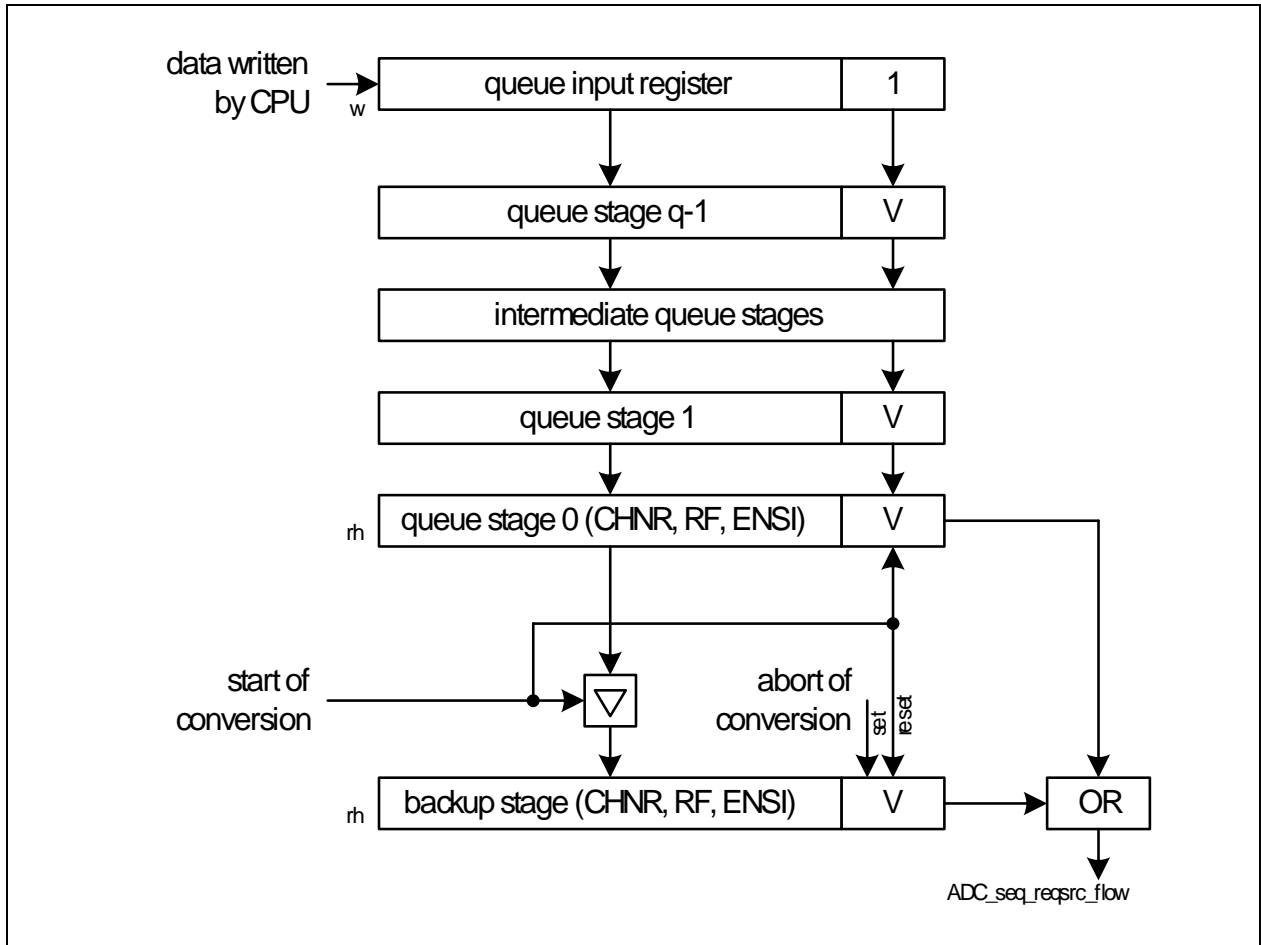 data written
by CPU
w
queue input register
1
queue stage q-1
V
intermediate queue stages
queue stage 1
V
rh
queue stage 0 (CHNR, RF, ENSI)
V
start of
conversion
abort of
conversion
set
reset
rh
backup stage (CHNR, RF, ENSI)
V
OR
ADC_seq_reqsrc_flow